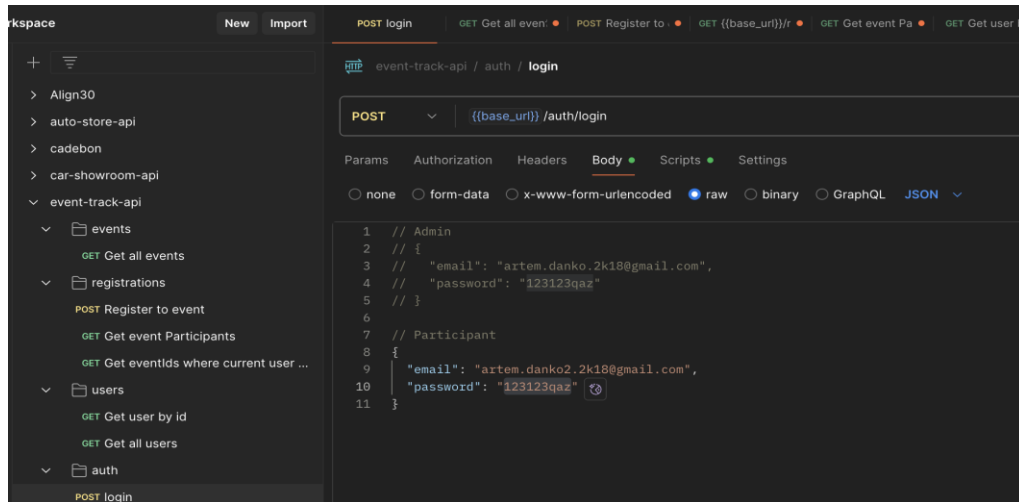 rkspace New Import
POST login GET Get all event POST Register to GET {{base_url}}/r GET Get event Pa GET Get user
HTTP event-track-api / auth / login
Align30
auto-store-api
cadebon
car-showroom-api
event-track-api
events
GET Get all events
registrations
POST Register to event
GET Get event Participants
GET Get eventIds where current user ...
users
GET Get user by id
GET Get all users
auth
POST login
POST {{base_url}} /auth/login
Params Authorization Headers Body Scripts Settings
none form-data x-www-form-urlencoded raw binary GraphQL JSON
1 // Admin
2 // {
3 //   "email": "artem.danko.2k18@gmail.com",
4 //   "password": "123123qaz"
5 // }
6
7 // Participant
8 {
9   "email": "artem.danko2.2k18@gmail.com",
10   "password": "123123qaz"
11 }